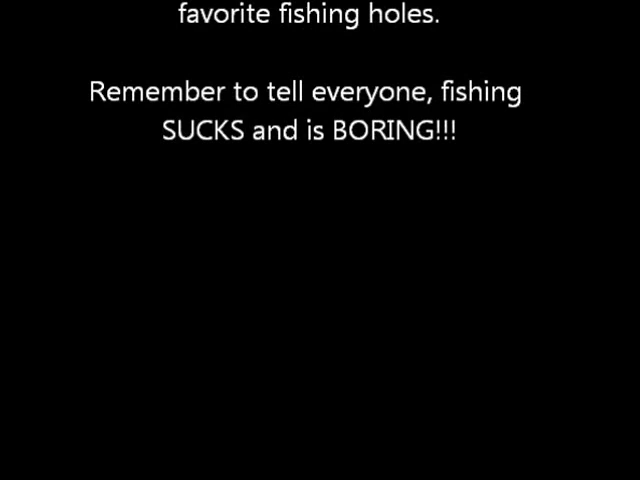 favorite fishing holes.
Remember to tell everyone, fishing
SUCKS and is BORING!!!